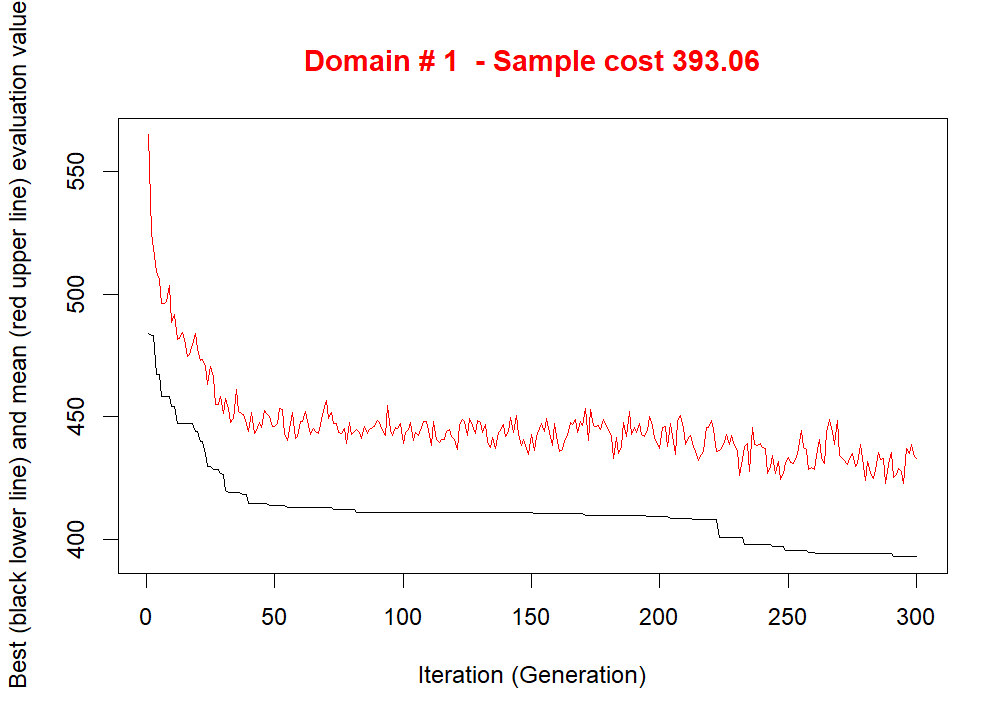 Domain # 1  - Sample cost 393.06
Best (black lower line) and mean (red upper line) evaluation value
550
500
450
400
0 50 100 150 200 250 300
Iteration (Generation)